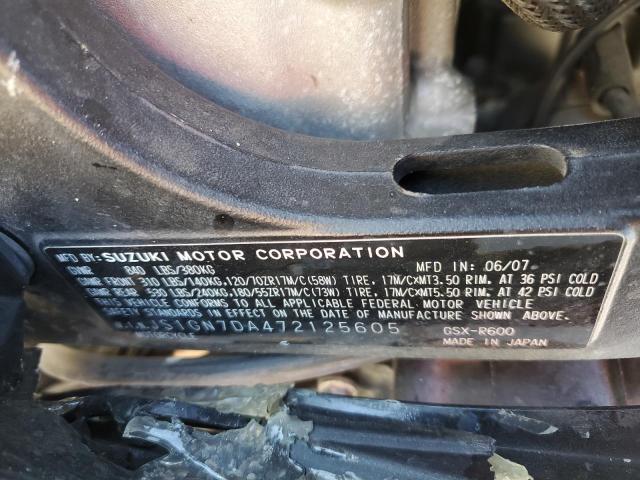 MFD BY: SUZUKI MOTOR CORPORATION MFD IN: 06/07
GVWR 840 LBS/380KG
GAWR FRONT 310 LBS/140KG,120/70ZR17M/C(58W) TIRE, 17M/CXMT3.50 RIM, AT 36 PSI COLD
GAWR REAR 530 LBS/240KG,180/55ZR17M/C(73W) TIRE, 17M/CXMT5.50 RIM, AT 42 PSI COLD
THIS VEHICLE CONFORMS TO ALL APPLICABLE FEDERAL MOTOR VEHICLE
SAFETY STANDARDS IN EFFECT ON THE DATE OF MANUFACTURE SHOWN ABOVE.
JS1GN7DA472125605 GSX-R600
MOTORCYCLE MADE IN JAPAN